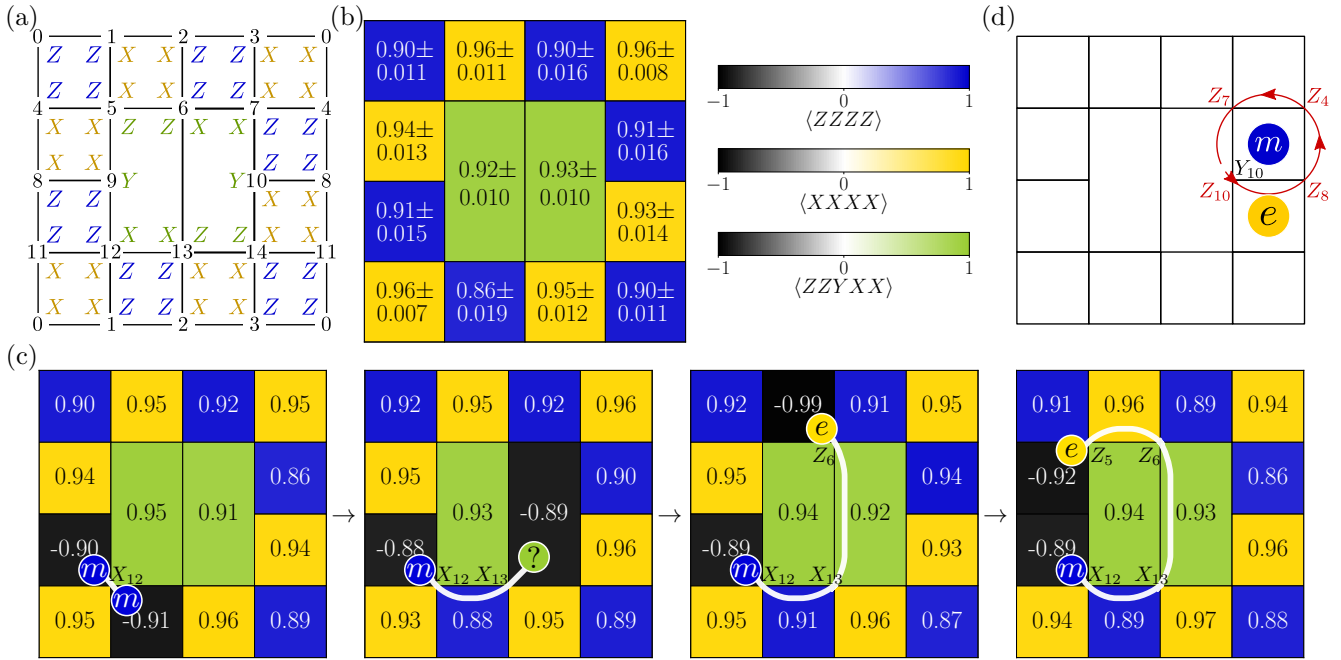 (a)
0 1 2 3 0
Z Z X X Z Z X X
Z Z X X Z Z X X
4 5 6 7 4
X X Z Z X X Z Z
X X Z Z
8 9 Y Y 10 8
Z Z X X
Z Z X X Z Z X X
11 12 13 14 11
X X Z Z X X Z Z
X X Z Z X X Z Z
0 1 2 3 0
(b)
0.90± 0.96± 0.90± 0.96±
0.011 0.011 0.016 0.008
0.94± 0.91±
0.013 0.016
0.92± 0.93±
0.010 0.010
0.91± 0.93±
0.015 0.014
0.96± 0.86± 0.95± 0.90±
0.007 0.019 0.012 0.011
−1 0 1
⟨ZZZZ⟩
−1 0 1
⟨XXXX⟩
−1 0 1
⟨ZZYXX⟩
(d)
Z₇ Z₄
m
Y₁₀
Z₁₀ Z₈
e
(c)
0.90 0.95 0.92 0.95
0.94 0.86
0.95 0.91
-0.90 0.94
m X₁₂
m
0.95 -0.91 0.96 0.89
→
0.92 0.95 0.92 0.96
0.95 0.90
0.93 -0.89
-0.88 0.96
m X₁₂ X₁₃ ?
0.93 0.88 0.95 0.89
→
0.92 -0.99 0.91 0.95
e
Z₆
0.95 0.94
0.94 0.92
-0.89 0.93
m X₁₂ X₁₃
0.95 0.91 0.96 0.87
→
0.91 0.96 0.89 0.94
e Z₅ Z₆
-0.92 0.86
0.94 0.93
-0.89 0.96
m X₁₂ X₁₃
0.94 0.89 0.97 0.88